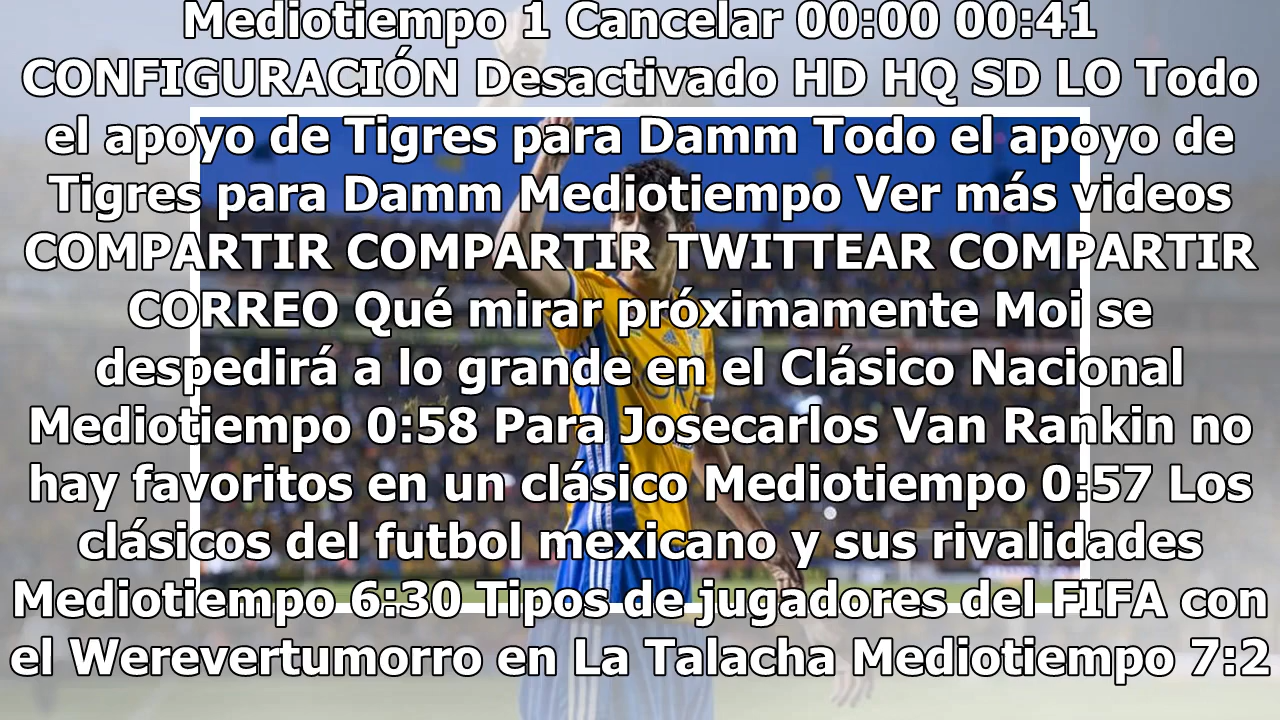 Mediotiempo 1 Cancelar 00:00 00:41
CONFIGURACIÓN Desactivado HD HQ SD LO Todo
el apoyo de Tigres para Damm Todo el apoyo de
Tigres para Damm Mediotiempo Ver más videos
COMPARTIR COMPARTIR TWITTEAR COMPARTIR
CORREO Qué mirar próximamente Moi se
despedirá a lo grande en el Clásico Nacional
Mediotiempo 0:58 Para Josecarlos Van Rankin no
hay favoritos en un clásico Mediotiempo 0:57 Los
clásicos del futbol mexicano y sus rivalidades
Mediotiempo 6:30 Tipos de jugadores del FIFA con
el Werevertumorro en La Talacha Mediotiempo 7:2